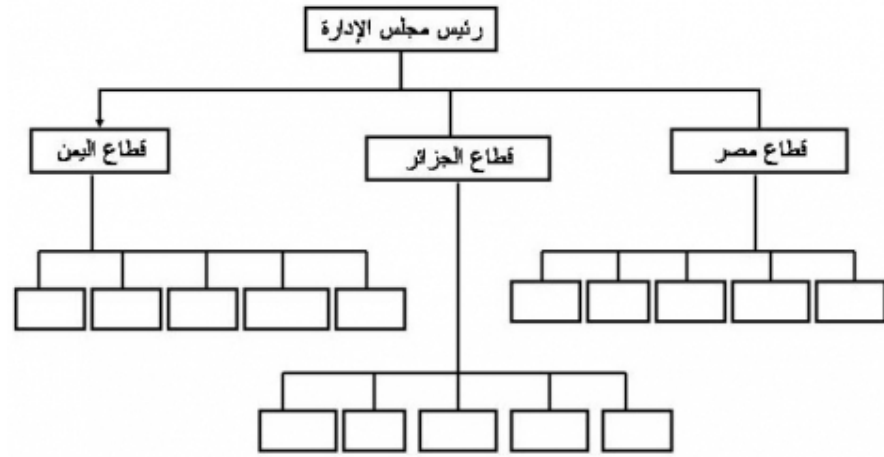 رئيس مجلس الإدارة
قطاع مصر
قطاع الجزائر
قطاع اليمن